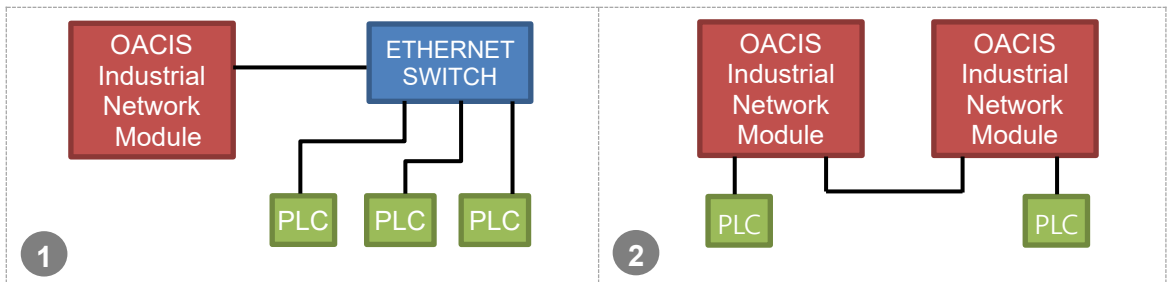 OACIS
Industrial
Network
Module
ETHERNET
SWITCH
PLC
PLC
PLC
1
OACIS
Industrial
Network
Module
OACIS
Industrial
Network
Module
PLC
PLC
2